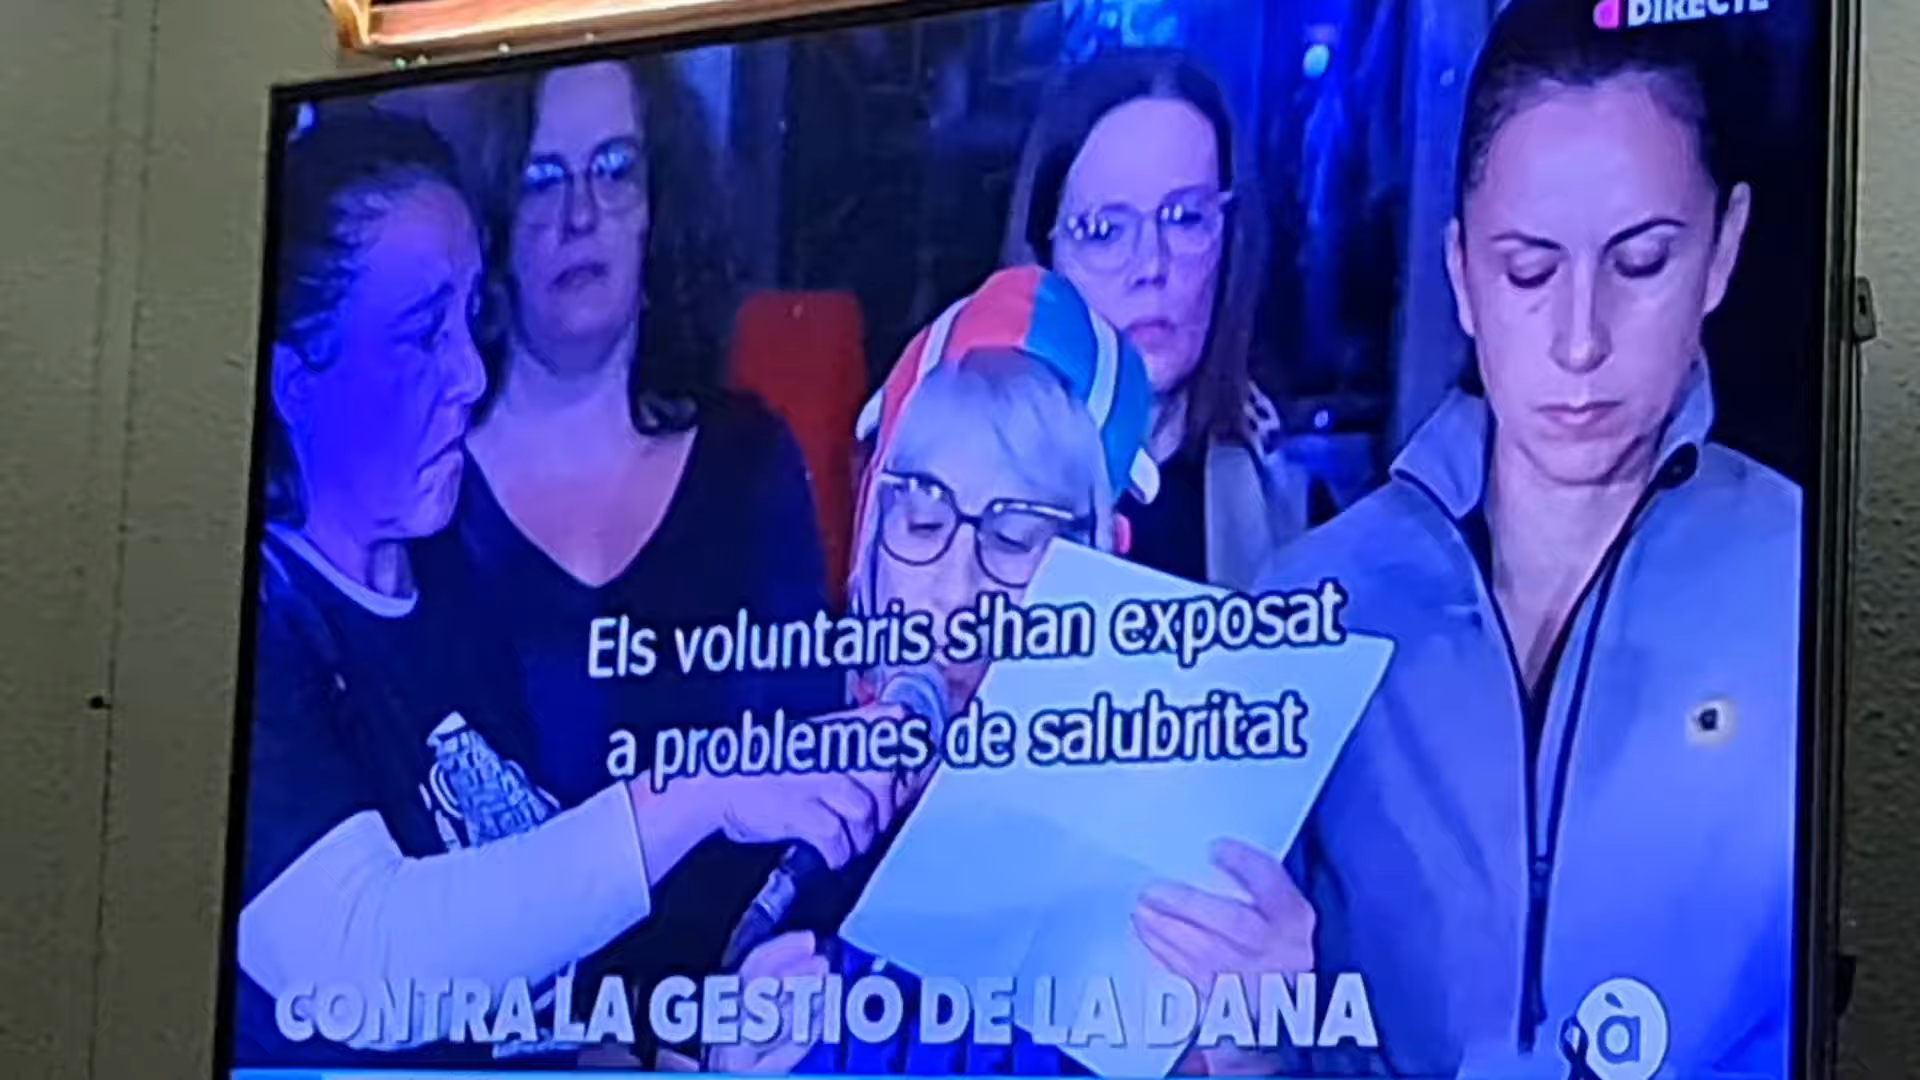 DIRECTE
Els voluntaris s'han exposat
a problemes de salubritat
CONTRA LA GESTIÓ DE LA DANA
à